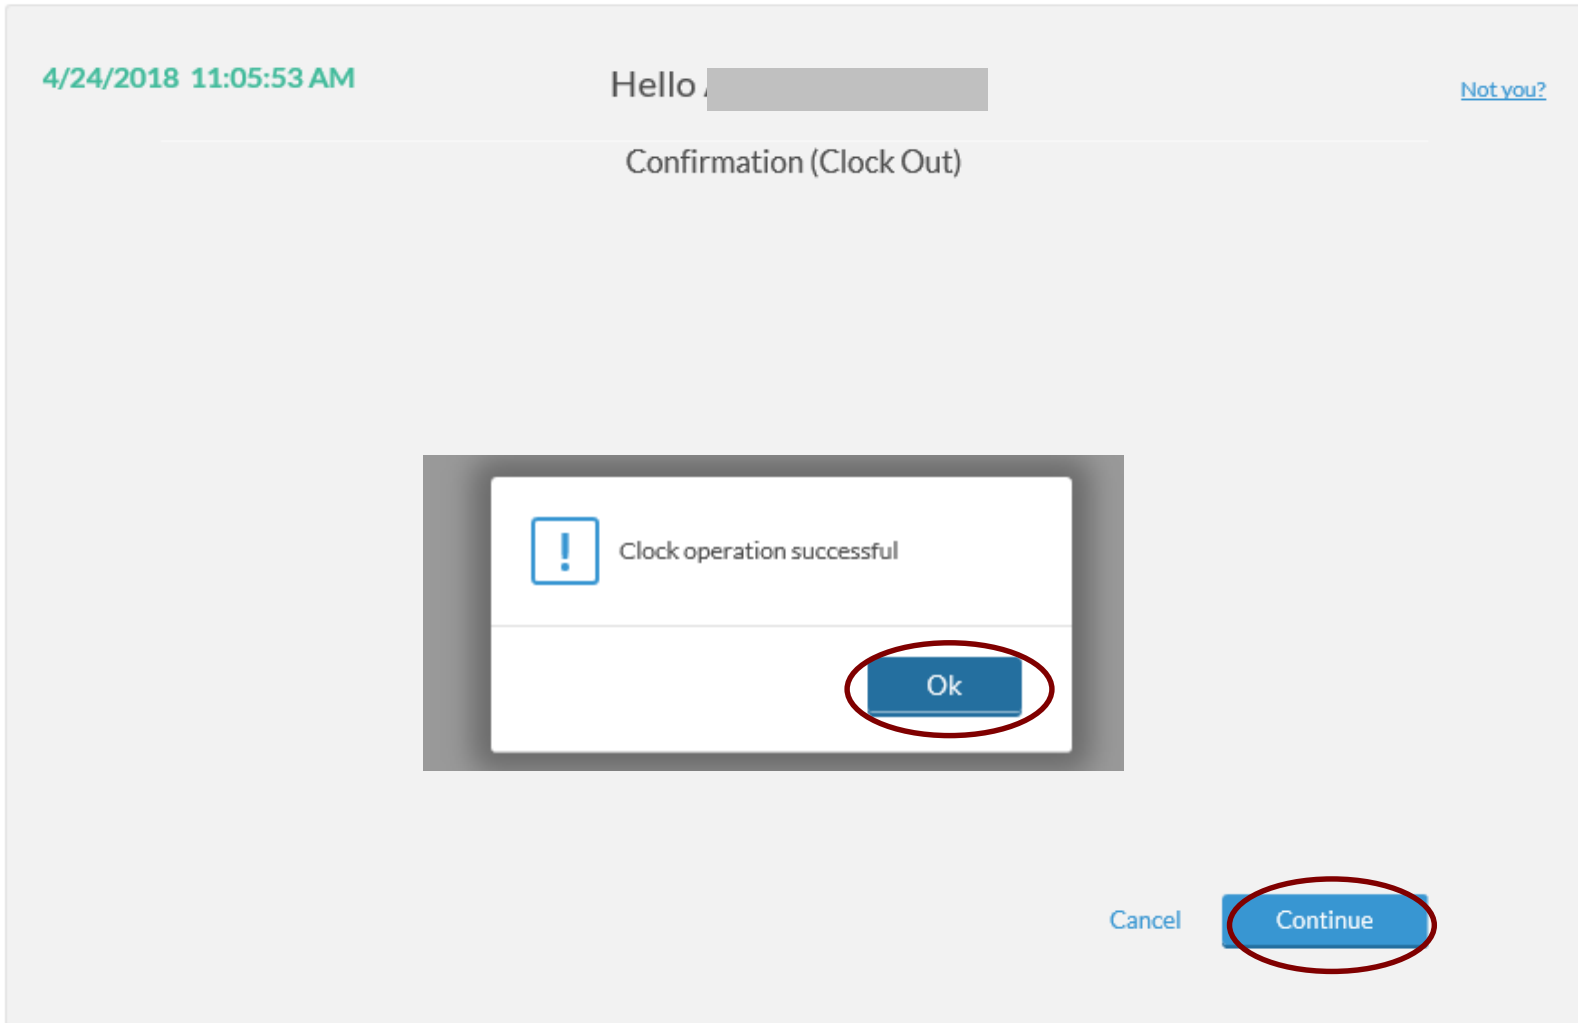 4/24/2018 11:05:53 AM
Hello
Not you?
Confirmation (Clock Out)
Clock operation successful
Ok
Cancel
Continue